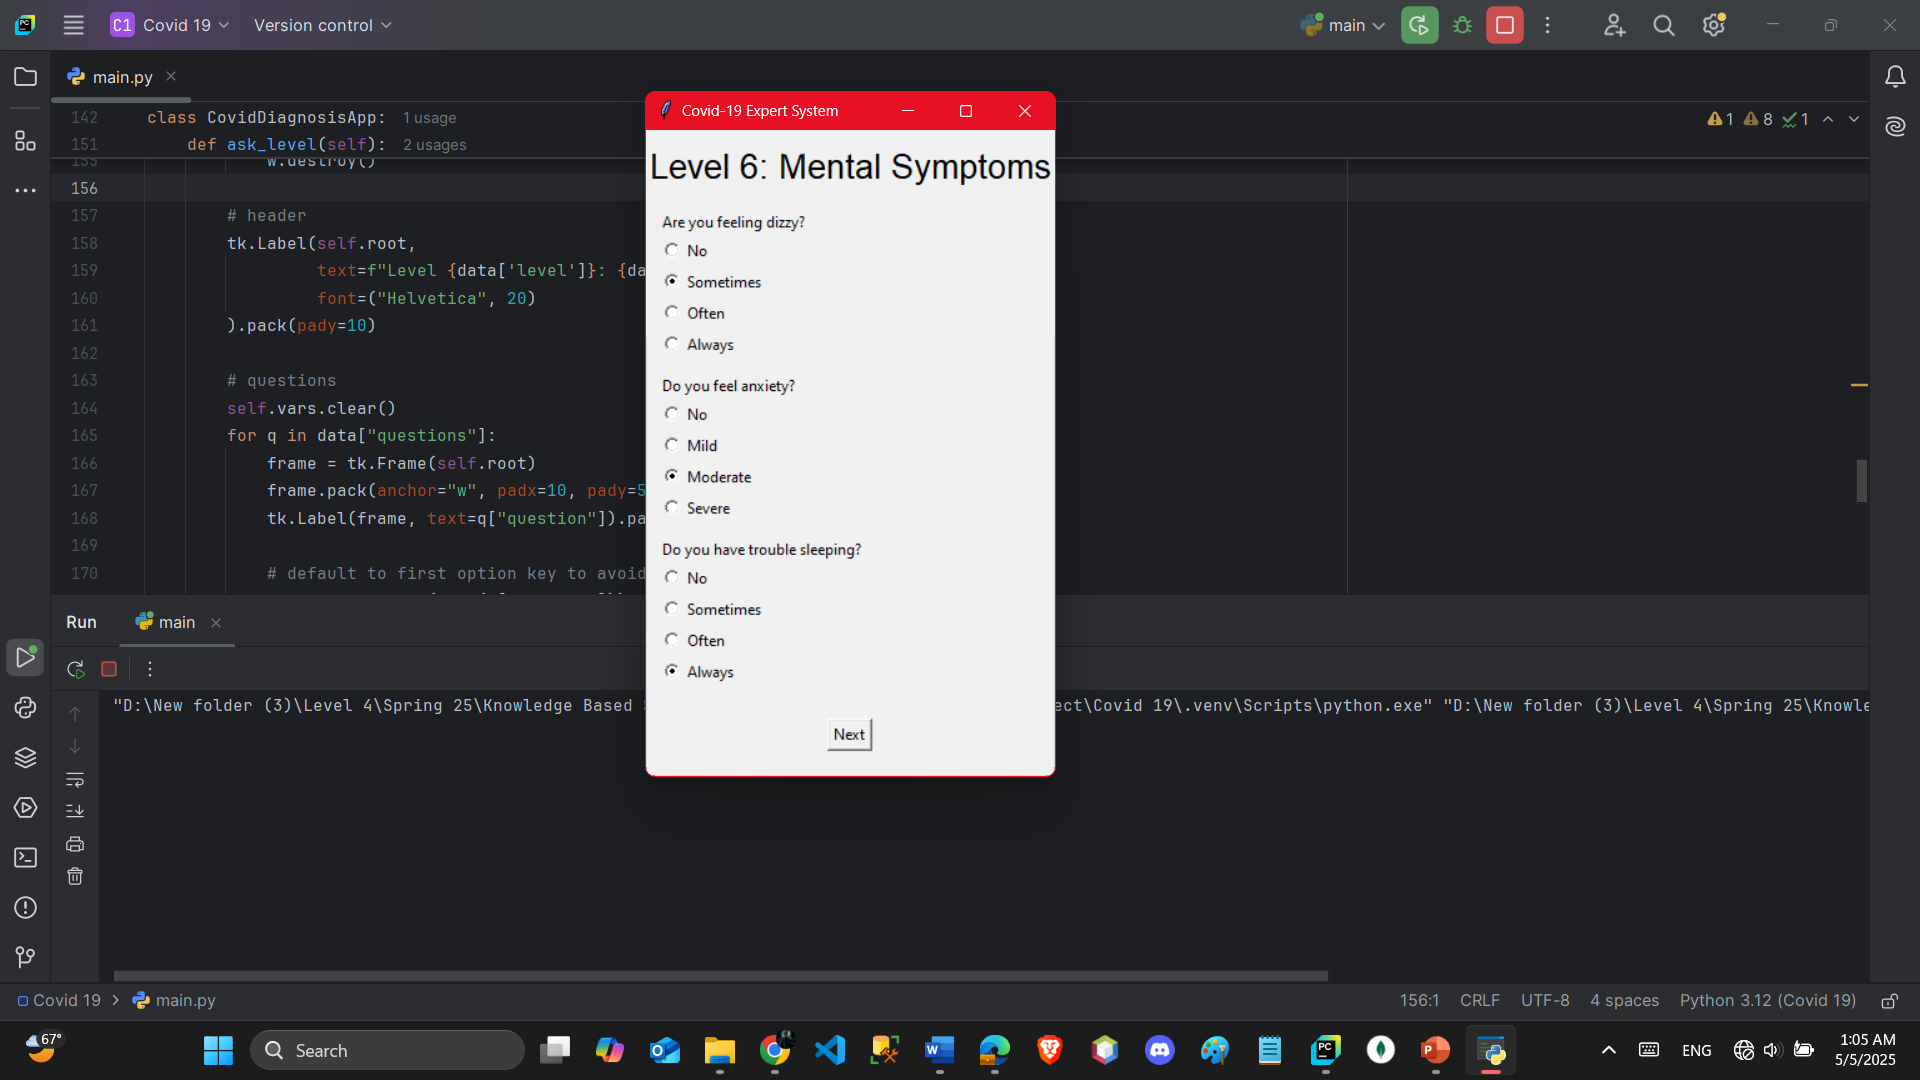 C1 Covid 19 Version control main
main.py
142 class CovidDiagnosisApp: 1 usage
151 def ask_level(self): 2 usages
1 8 1
155 w.destroy()
156
157 # header
158 tk.Label(self.root,
159 text=f"Level {data['level']}: {da
160 font=("Helvetica", 20)
161 ).pack(pady=10)
162
163 # questions
164 self.vars.clear()
165 for q in data["questions"]:
166 frame = tk.Frame(self.root)
167 frame.pack(anchor="w", padx=10, pady=5
168 tk.Label(frame, text=q["question"]).pa
169
170 # default to first option key to avoid
Covid-19 Expert System
Level 6: Mental Symptoms
Are you feeling dizzy?
No
Sometimes
Often
Always
Do you feel anxiety?
No
Mild
Moderate
Severe
Do you have trouble sleeping?
No
Sometimes
Often
Always
Next
Run main
"D:\New folder (3)\Level 4\Spring 25\Knowledge Based
ect\Covid 19\.venv\Scripts\python.exe" "D:\New folder (3)\Level 4\Spring 25\Knowle
Covid 19 > main.py
156:1 CRLF UTF-8 4 spaces Python 3.12 (Covid 19)
67°
Search
ENG
1:05 AM
5/5/2025